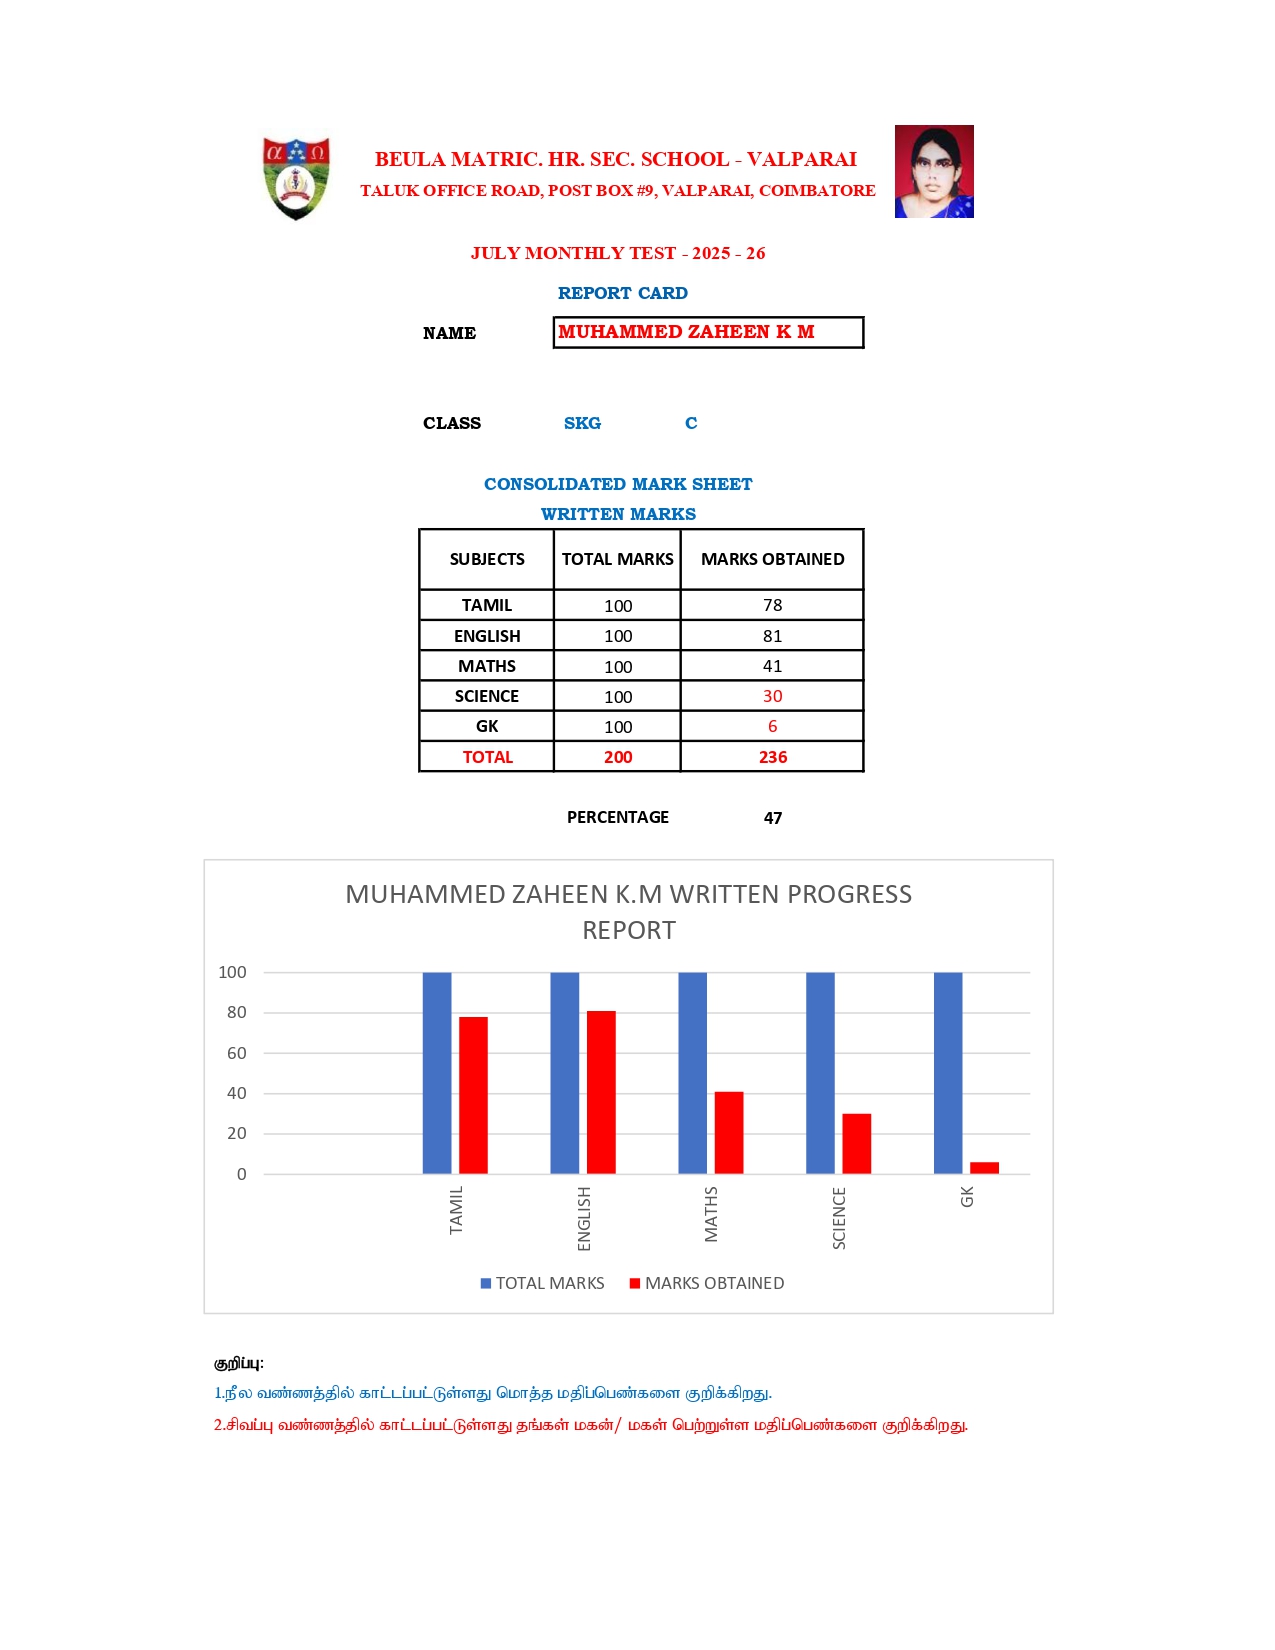 α Ω
BEULA MATRIC. HR. SEC. SCHOOL - VALPARAI
TALUK OFFICE ROAD, POST BOX #9, VALPARAI, COIMBATORE
JULY MONTHLY TEST - 2025 - 26
REPORT CARD
NAME MUHAMMED ZAHEEN K M
CLASS SKG C
CONSOLIDATED MARK SHEET
WRITTEN MARKS
SUBJECTS TOTAL MARKS MARKS OBTAINED
TAMIL 100 78
ENGLISH 100 81
MATHS 100 41
SCIENCE 100 30
GK 100 6
TOTAL 200 236
PERCENTAGE 47
MUHAMMED ZAHEEN K.M WRITTEN PROGRESS
REPORT
100
80
60
40
20
0
TAMIL ENGLISH MATHS SCIENCE GK
TOTAL MARKS MARKS OBTAINED
குறிப்பு:
1.நீல வண்ணத்தில் காட்டப்பட்டுள்ளது மொத்த மதிப்பெண்களை குறிக்கிறது.
2.சிவப்பு வண்ணத்தில் காட்டப்பட்டுள்ளது தங்கள் மகன்/ மகள் பெற்றுள்ள மதிப்பெண்களை குறிக்கிறது.